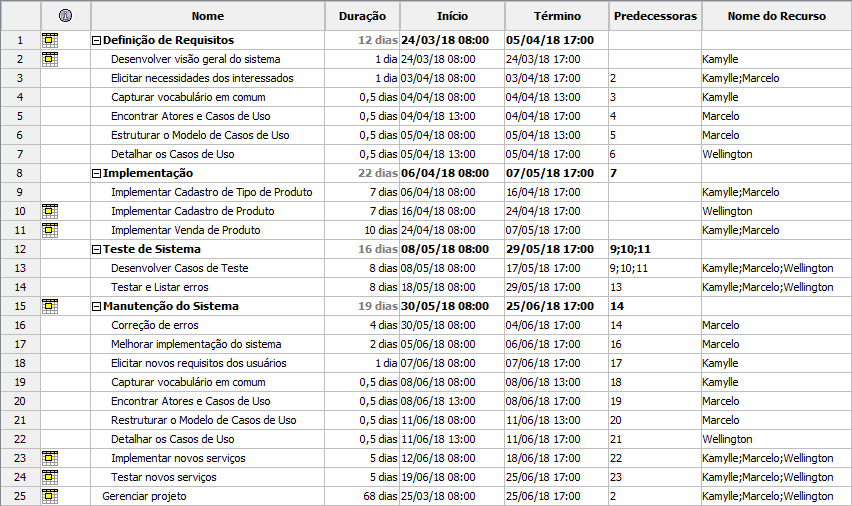 Nome Duração Início Término Predecessoras Nome do Recurso
1 Definição de Requisitos 12 dias 24/03/18 08:00 05/04/18 17:00
2 Desenvolver visão geral do sistema 1 dia 24/03/18 08:00 24/03/18 17:00 Kamylle
3 Elicitar necessidades dos interessados 1 dia 03/04/18 08:00 03/04/18 17:00 2 Kamylle;Marcelo
4 Capturar vocabulário em comum 0,5 dias 04/04/18 08:00 04/04/18 13:00 3 Kamylle
5 Encontrar Atores e Casos de Uso 0,5 dias 04/04/18 13:00 04/04/18 17:00 4 Marcelo
6 Estruturar o Modelo de Casos de Uso 0,5 dias 05/04/18 08:00 05/04/18 13:00 5 Marcelo
7 Detalhar os Casos de Uso 0,5 dias 05/04/18 13:00 05/04/18 17:00 6 Wellington
8 Implementação 22 dias 06/04/18 08:00 07/05/18 17:00 7
9 Implementar Cadastro de Tipo de Produto 7 dias 06/04/18 08:00 16/04/18 17:00 Kamylle;Marcelo
10 Implementar Cadastro de Produto 7 dias 16/04/18 08:00 24/04/18 17:00 Wellington
11 Implementar Venda de Produto 10 dias 24/04/18 08:00 07/05/18 17:00 Kamylle;Marcelo
12 Teste de Sistema 16 dias 08/05/18 08:00 29/05/18 17:00 9;10;11
13 Desenvolver Casos de Teste 8 dias 08/05/18 08:00 17/05/18 17:00 9;10;11 Kamylle;Marcelo;Wellington
14 Testar e Listar erros 8 dias 18/05/18 08:00 29/05/18 17:00 13 Kamylle;Marcelo;Wellington
15 Manutenção do Sistema 19 dias 30/05/18 08:00 25/06/18 17:00 14
16 Correção de erros 4 dias 30/05/18 08:00 04/06/18 17:00 14 Marcelo
17 Melhorar implementação do sistema 2 dias 05/06/18 08:00 06/06/18 17:00 16 Marcelo
18 Elicitar novos requisitos dos usuários 1 dia 07/06/18 08:00 07/06/18 17:00 17 Kamylle
19 Capturar vocabulário em comum 0,5 dias 08/06/18 08:00 08/06/18 13:00 18 Kamylle
20 Encontrar Atores e Casos de Uso 0,5 dias 08/06/18 13:00 08/06/18 17:00 19 Marcelo
21 Restruturar o Modelo de Casos de Uso 0,5 dias 11/06/18 08:00 11/06/18 13:00 20 Marcelo
22 Detalhar os Casos de Uso 0,5 dias 11/06/18 13:00 11/06/18 17:00 21 Wellington
23 Implementar novos serviços 5 dias 12/06/18 08:00 18/06/18 17:00 22 Kamylle;Marcelo;Wellington
24 Testar novos serviços 5 dias 19/06/18 08:00 25/06/18 17:00 23 Kamylle;Marcelo;Wellington
25 Gerenciar projeto 68 dias 25/03/18 08:00 25/06/18 17:00 2 Kamylle;Marcelo;Wellington